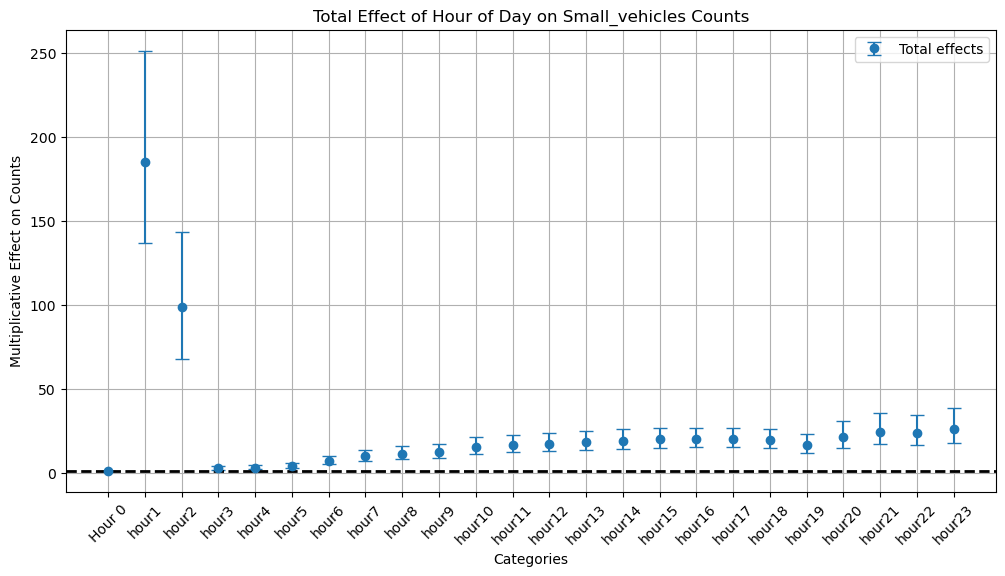 Total Effect of Hour of Day on Small_vehicles Counts
Total effects
Multiplicative Effect on Counts
250
200
150
100
50
0
Hour 0
hour1
hour2
hour3
hour4
hour5
hour6
hour7
hour8
hour9
hour10
hour11
hour12
hour13
hour14
hour15
hour16
hour17
hour18
hour19
hour20
hour21
hour22
hour23
Categories